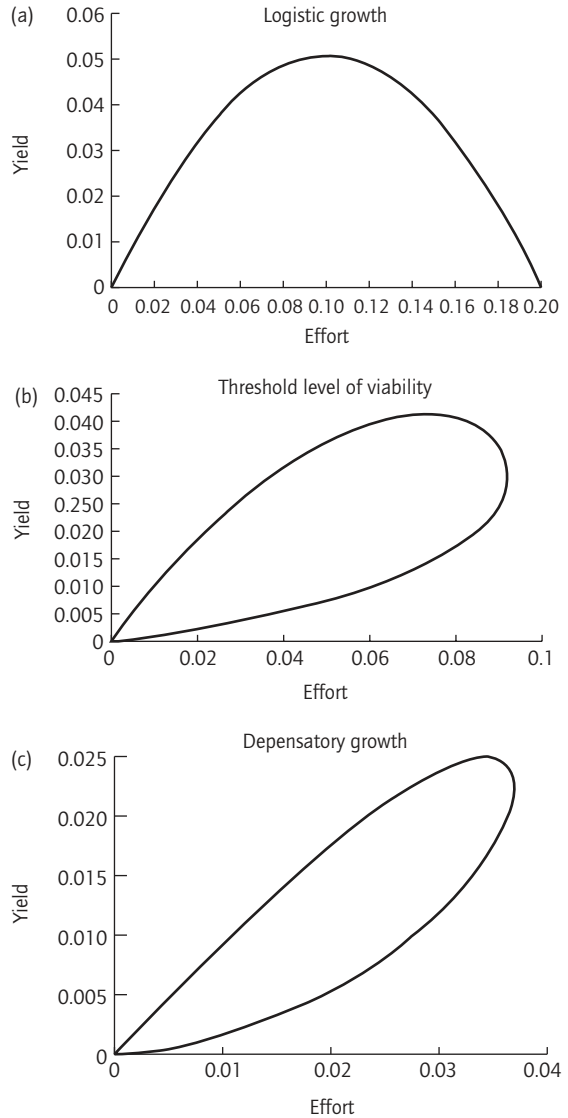 (a) Logistic growth
0.06
0.05
0.04
0.03
0.02
0.01
0
Yield
0 0.02 0.04 0.06 0.08 0.10 0.12 0.14 0.16 0.18 0.20
Effort
(b) Threshold level of viability
0.045
0.040
0.035
0.030
0.250
0.020
0.015
0.010
0.005
0
Yield
0 0.02 0.04 0.06 0.08 0.1
Effort
(c) Depensatory growth
0.025
0.020
0.015
0.010
0.005
0
Yield
0 0.01 0.02 0.03 0.04
Effort